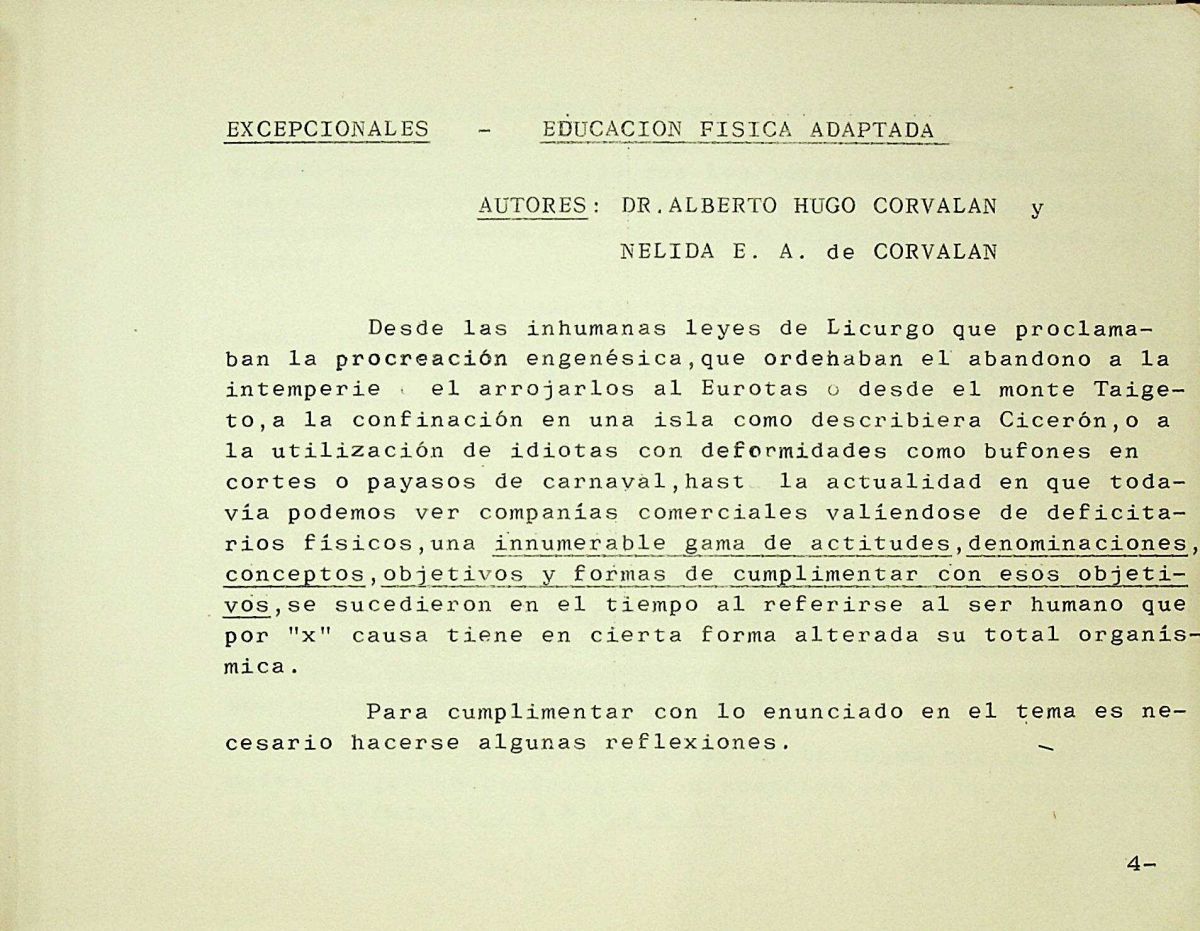 EXCEPCIONALES - EDUCACION FISICA ADAPTADA
AUTORES: DR.ALBERTO HUGO CORVALAN y
NELIDA E. A. de CORVALAN
Desde las inhumanas leyes de Licurgo que proclama-
ban la procreación engenésica,que ordenaban el abandono a la
intemperie el arrojarlos al Eurotas o desde el monte Taige-
to,a la confinación en una isla como describiera Cicerón,o a
la utilización de idiotas con deformidades como bufones en
cortes o payasos de carnaval,hast la actualidad en que toda-
vía podemos ver companías comerciales valíendose de deficita-
rios físicos,una innumerable gama de actitudes,denominaciones,
conceptos,objetivos y formas de cumplimentar con esos objeti-
vos,se sucedieron en el tiempo al referirse al ser humano que
por "x" causa tiene en cierta forma alterada su total organís-
mica.
Para cumplimentar con lo enunciado en el tema es ne-
cesario hacerse algunas reflexiones.
4-